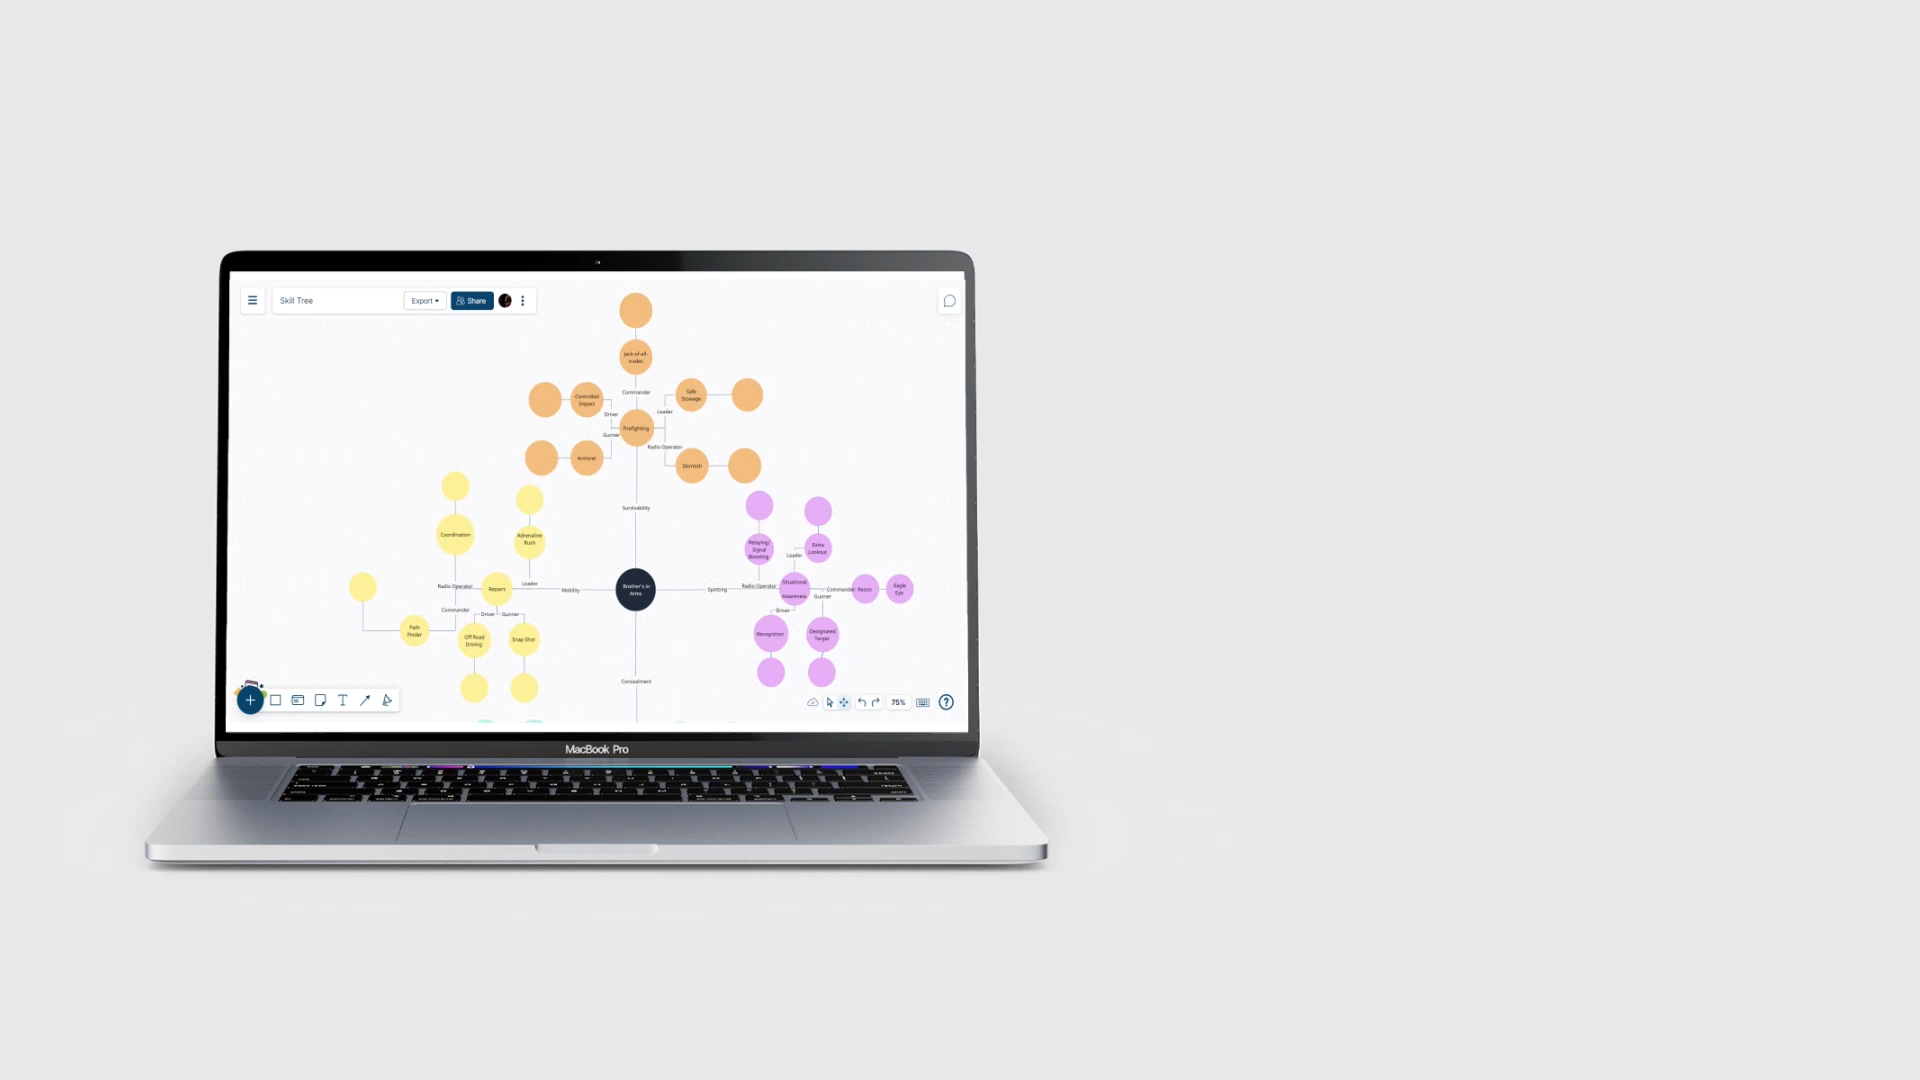 Skill Tree
Export
Share
Jack-of-all-
trades
Commander
Controlled
Impact
Safe
Stowage
Driver
Loader
Firefighting
Gunner
Radio Operator
Armorer
Skirmish
Survivability
Coordination
Adrenaline
Rush
Relaying/
Signal
Boosting
Extra
Lookout
Loader
Radio Operator
Repairs
Loader
Mobility
Brother's in
Arms
Spotting
Radio Operator
Situational
Awareness
Commander
Recon
Eagle
Eye
Gunner
Commander
Driver
Gunner
Driver
Path
Finder
Off Road
Driving
Snap Shot
Recognition
Designated
Target
Concealment
75%
MacBook Pro